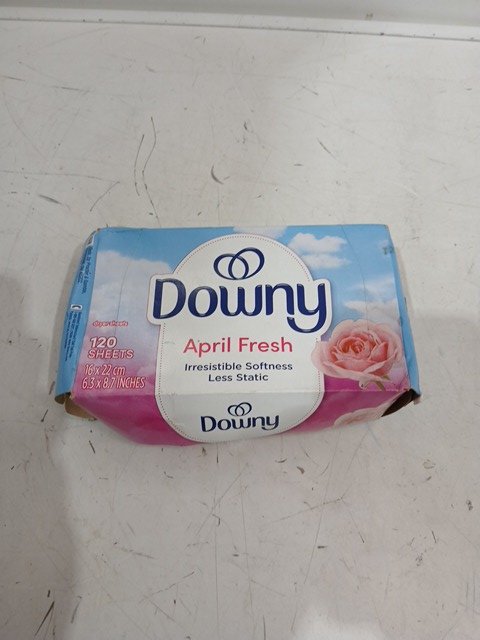 Downy
April Fresh
Irresistible Softness
Less Static
dryer sheets
120
SHEETS
16 x 22 cm
6.3 x 8.7 INCHES
Downy